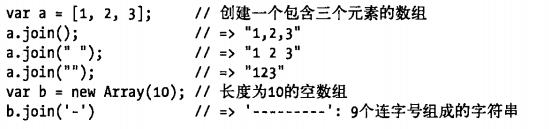 var a = [1, 2, 3];     // 创建一个包含三个元素的数组
a.join();              // => "1,2,3"
a.join(" ");           // => "1 2 3"
a.join("");            // => "123"
var b = new Array(10); // 长度为10的空数组
b.join('-')            // => '---------': 9个连字号组成的字符串